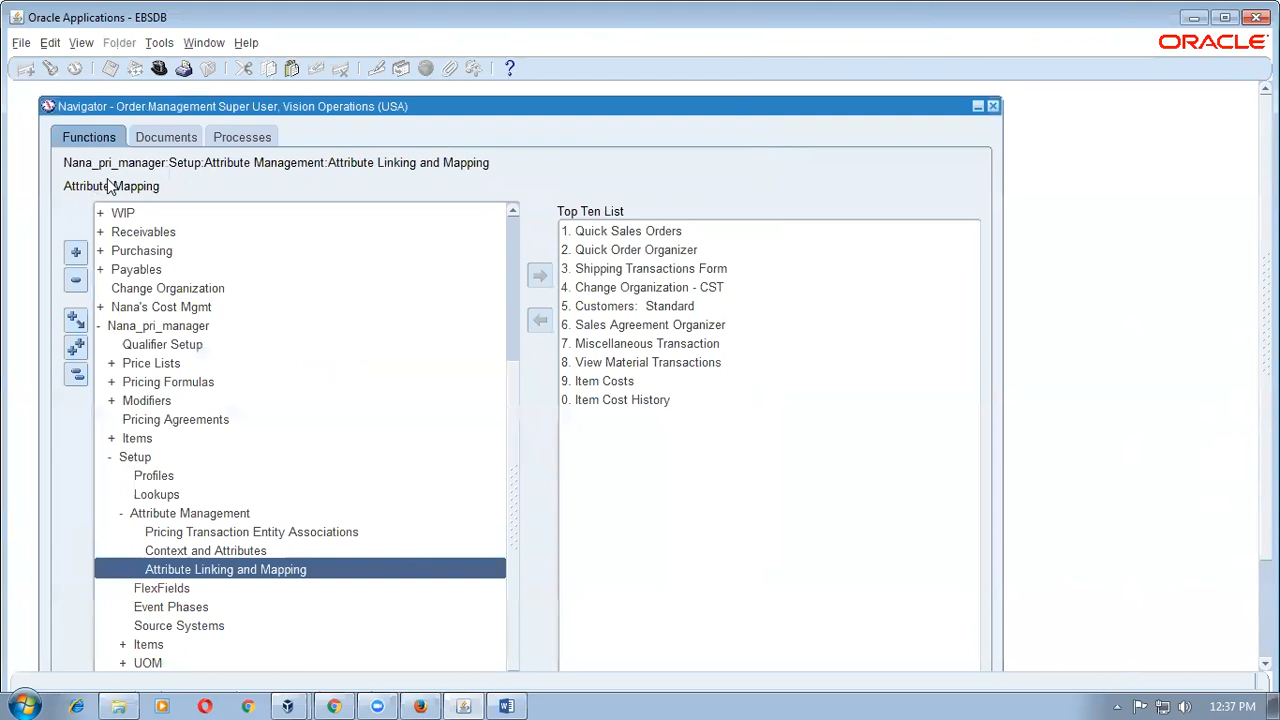 Oracle Applications - EBSDB
File Edit View Folder Tools Window Help
ORACLE
Navigator - Order Management Super User, Vision Operations (USA)
Functions Documents Processes
Nana_pri_manager:Setup:Attribute Management:Attribute Linking and Mapping
Attribute Mapping
+ WIP
+ Receivables
+ Purchasing
+ Payables
Change Organization
+ Nana's Cost Mgmt
- Nana_pri_manager
Qualifier Setup
+ Price Lists
+ Pricing Formulas
+ Modifiers
Pricing Agreements
+ Items
- Setup
Profiles
Lookups
- Attribute Management
Pricing Transaction Entity Associations
Context and Attributes
Attribute Linking and Mapping
FlexFields
Event Phases
Source Systems
+ Items
+ UOM
Top Ten List
1. Quick Sales Orders
2. Quick Order Organizer
3. Shipping Transactions Form
4. Change Organization - CST
5. Customers: Standard
6. Sales Agreement Organizer
7. Miscellaneous Transaction
8. View Material Transactions
9. Item Costs
0. Item Cost History
12:37 PM